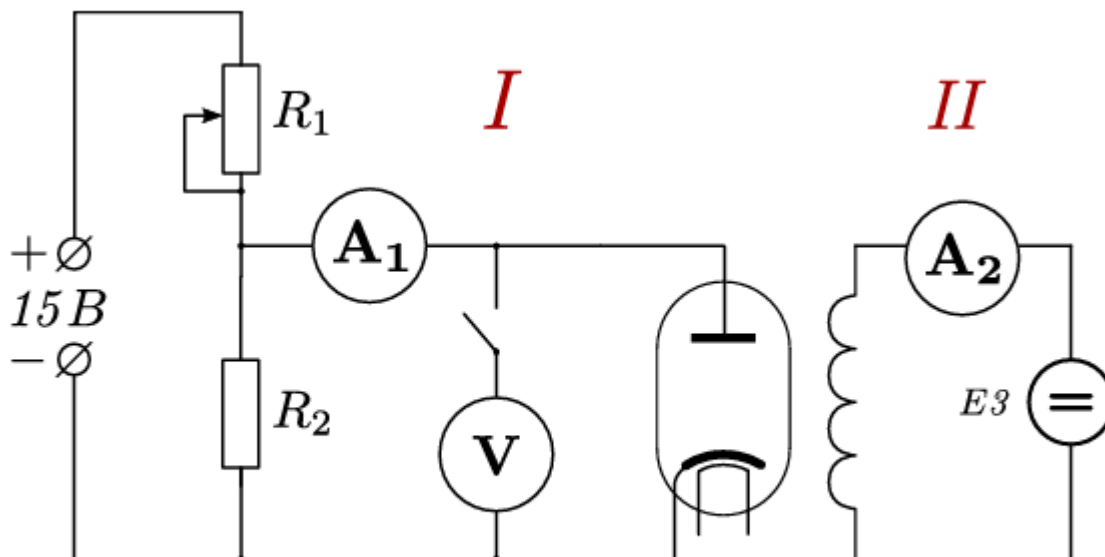 I
II
R₁
A₁
A₂
+
15 В
−
R₂
V
E3
=